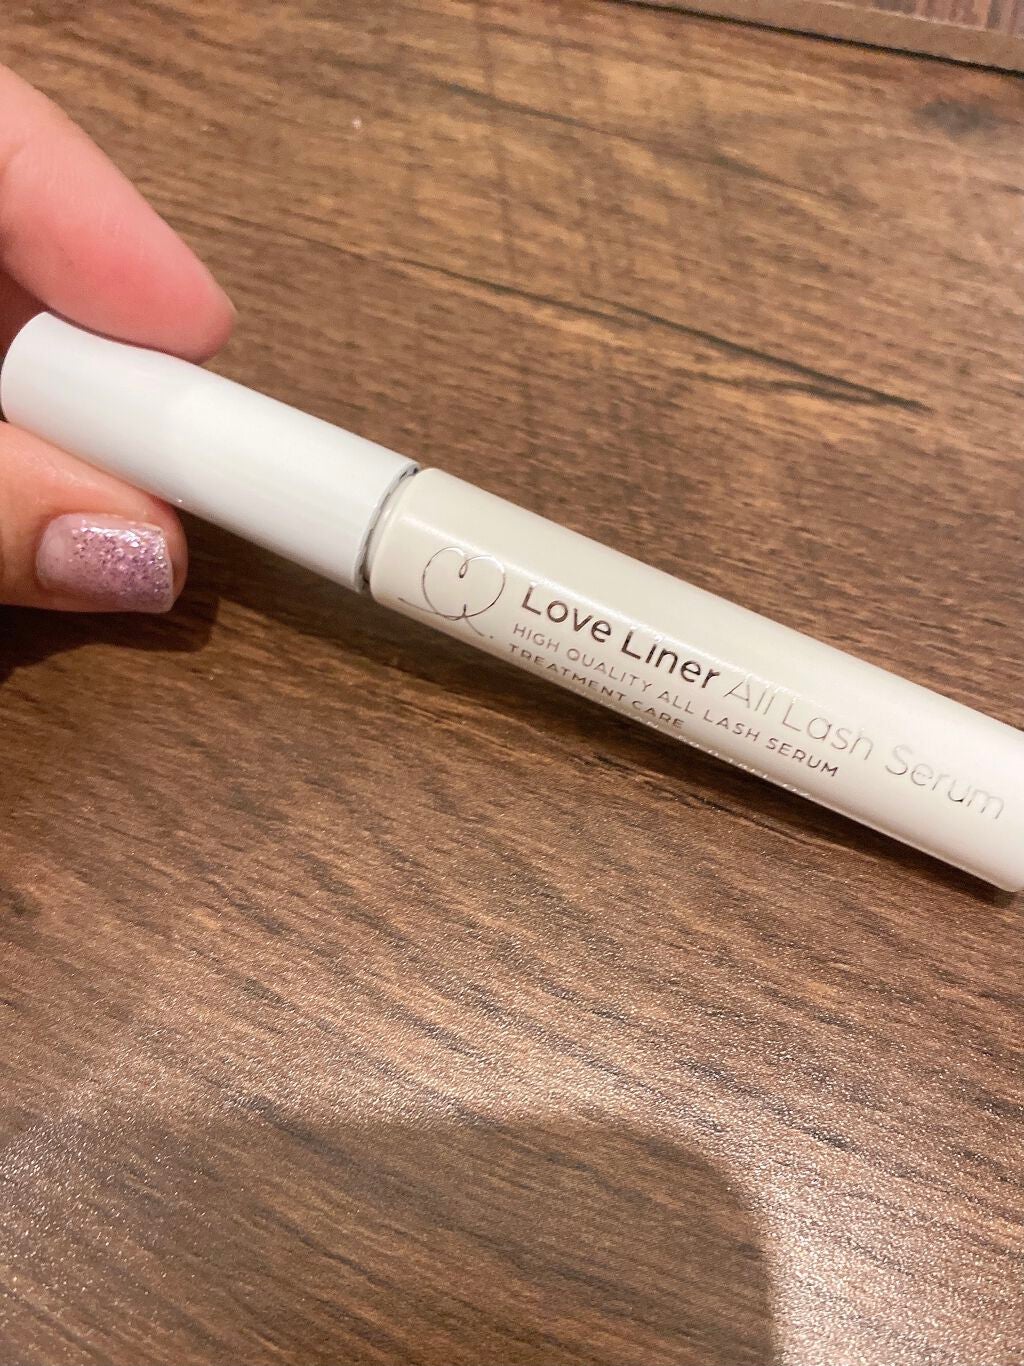 Love Liner All Lash Serum
HIGH QUALITY ALL LASH SERUM
TREATMENT CARE